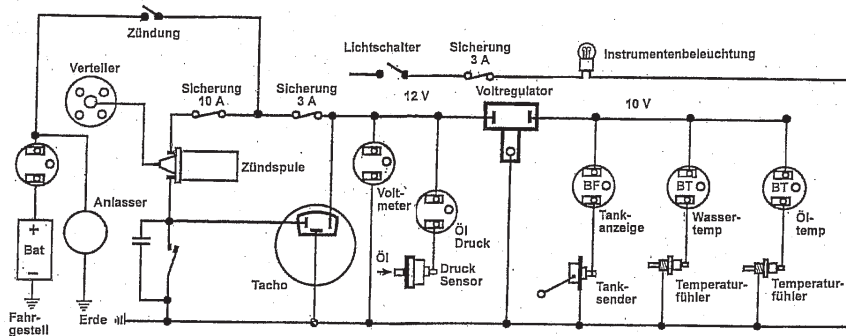 Zündung
Verteiler
Sicherung
10 A
Sicherung
3 A
Lichtschalter
Sicherung
3 A
Instrumentenbeleuchtung
12 V
Voltregulator
10 V
Zündspule
Anlasser
+
Bat
−
Fahr-
gestell
Erde
Tacho
Volt-
meter
Öl
Druck
Öl
Druck
Sensor
BF
Tank-
anzeige
Tank-
sender
BT
Wasser-
temp
Temperatur-
fühler
BT
Öl-
temp
Temperatur-
fühler